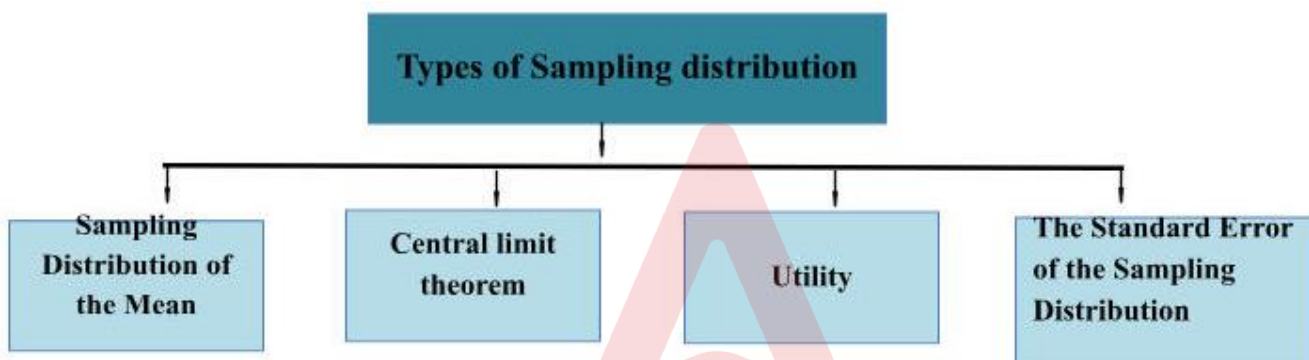 Types of Sampling distribution
Sampling
Distribution of
the Mean
Central limit
theorem
Utility
The Standard Error
of the Sampling
Distribution